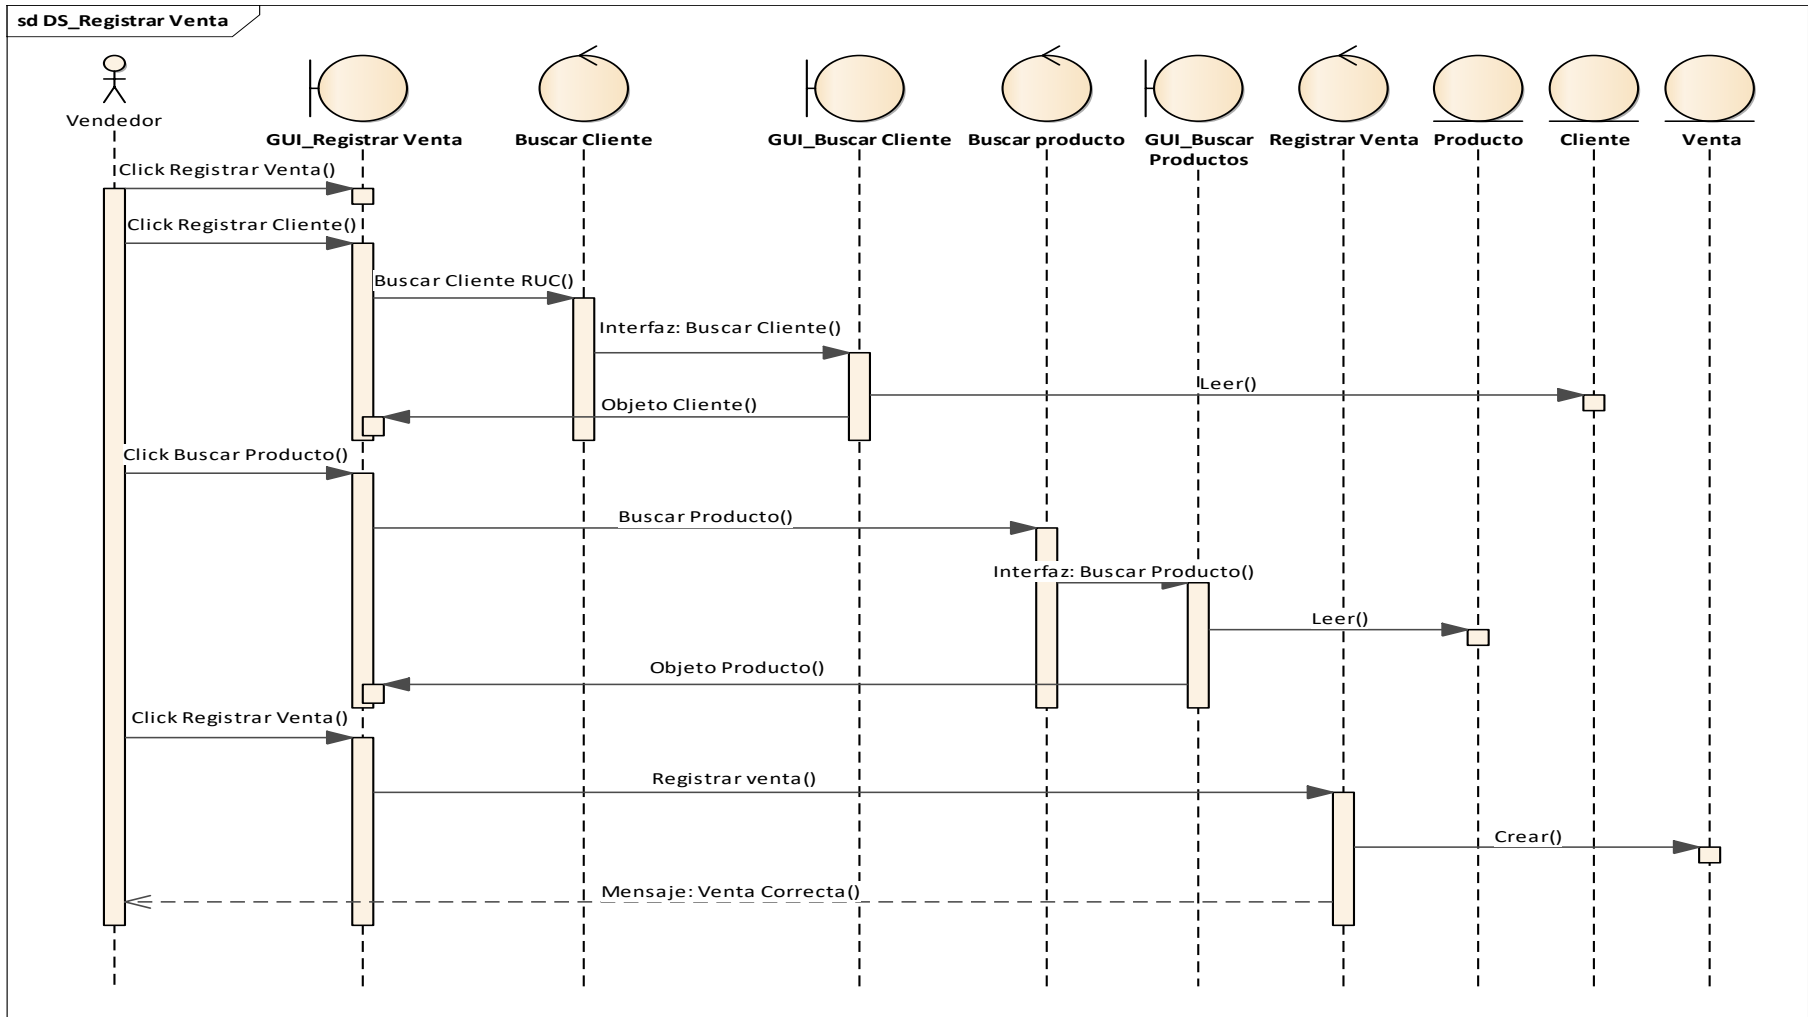 sd DS_Registrar Venta
Vendedor
GUI_Registrar Venta
Buscar Cliente
GUI_Buscar Cliente
Buscar producto
GUI_Buscar
Productos
Registrar Venta
Producto
Cliente
Venta
Click Registrar Venta()
Click Registrar Cliente()
Buscar Cliente RUC()
Interfaz: Buscar Cliente()
Leer()
Objeto Cliente()
Click Buscar Producto()
Buscar Producto()
Interfaz: Buscar Producto()
Leer()
Objeto Producto()
Click Registrar Venta()
Registrar venta()
Crear()
Mensaje: Venta Correcta()